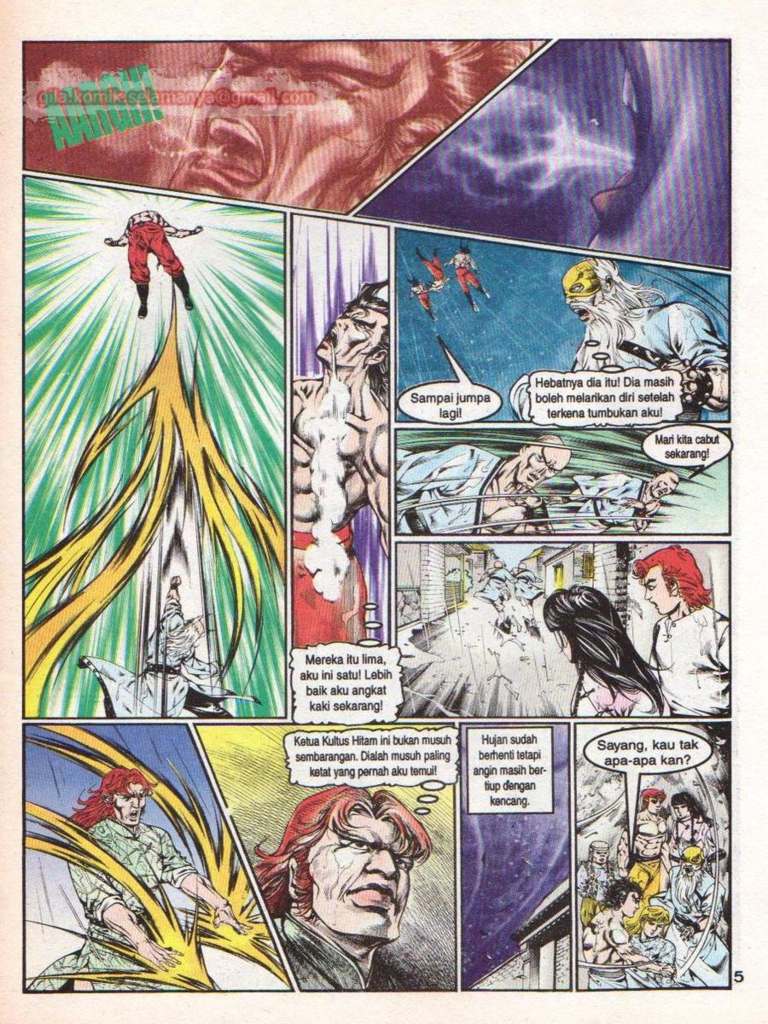 AARGH!
gila.komik.selamanya@gmail.com
Sampai jumpa
lagi!
Hebatnya dia itu! Dia masih
boleh melarikan diri setelah
terkena tumbukan aku!
Mari kita cabut
sekarang!
Mereka itu lima,
aku ini satu! Lebih
baik aku angkat
kaki sekarang!
Ketua Kultus Hitam ini bukan musuh
sembarangan. Dialah musuh paling
ketat yang pernah aku temui!
Hujan sudah
berhenti tetapi
angin masih ber-
tiup dengan
kencang.
Sayang, kau tak
apa-apa kan?
5